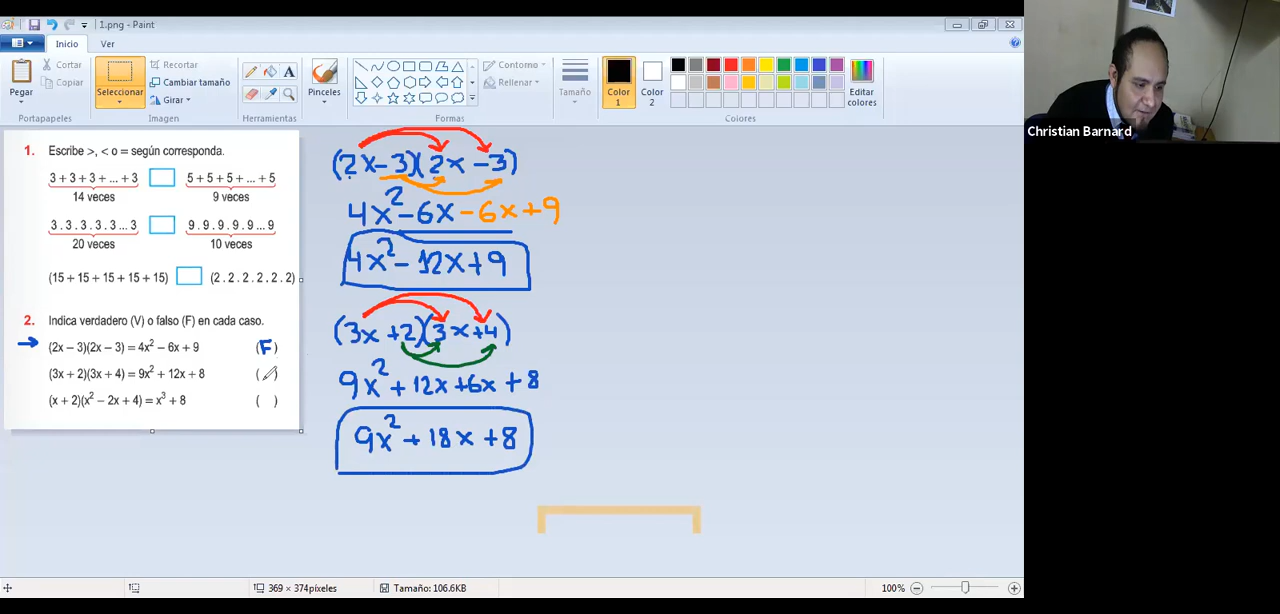 1.png - Paint
Inicio
Ver
Pegar
Cortar
Copiar
Portapapeles
Seleccionar
Recortar
Cambiar tamaño
Girar
Imagen
A
Herramientas
Pinceles
Contorno
Rellenar
Formas
Tamaño
Color 1
Color 2
Editar colores
Colores
Christian Barnard
1. Escribe >, < o = según corresponda.
3 + 3 + 3 + ... + 3 5 + 5 + 5 + ... + 5
14 veces 9 veces
3 . 3 . 3 . 3 . 3 ... 3 9 . 9 . 9 . 9 . 9 ... 9
20 veces 10 veces
(15 + 15 + 15 + 15 + 15) (2 . 2 . 2 . 2 . 2 . 2)
2. Indica verdadero (V) o falso (F) en cada caso.
(2x – 3)(2x – 3) = 4x² – 6x + 9 (F)
(3x + 2)(3x + 4) = 9x² + 12x + 8 ( )
(x + 2)(x² – 2x + 4) = x³ + 8 ( )
(2x - 3)(2x - 3)
4x² - 6x - 6x + 9
4x² - 12x + 9
(3x + 2)(3x + 4)
9x² + 12x + 6x + 8
9x² + 18x + 8
369 × 374píxeles
Tamaño: 106.6KB
100%